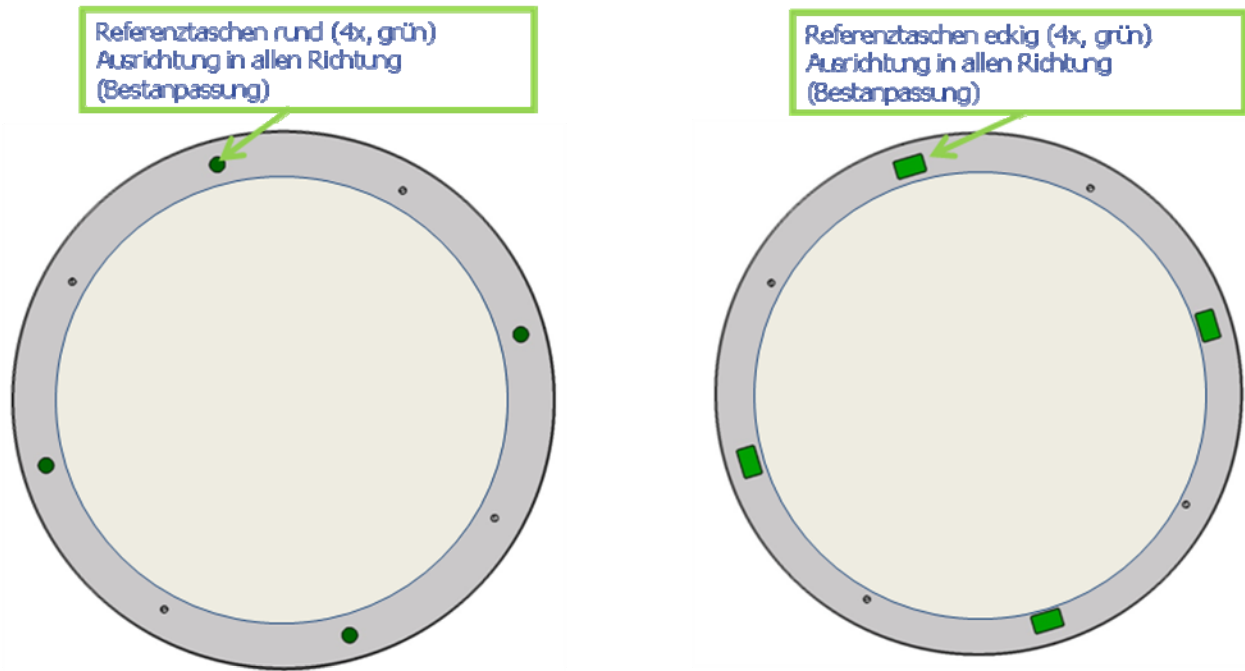 Referenztaschen rund (4x, grün)
Ausrichtung in allen Richtung
(Bestanpassung)
Referenztaschen eckig (4x, grün)
Ausrichtung in allen Richtung
(Bestanpassung)